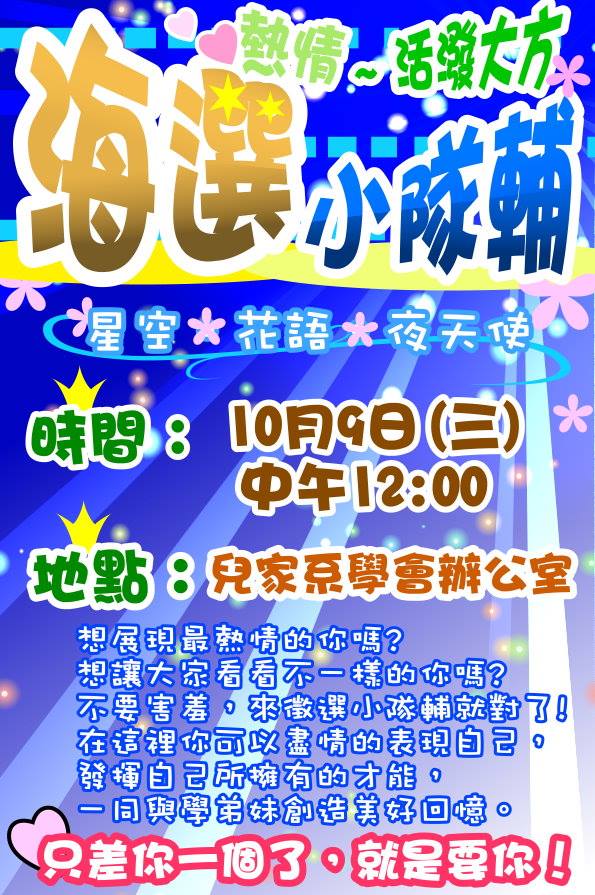 熱情~活潑大方
海選小隊輔
星空*花語*夜天使
時間：10月9日(三)
中午12:00
地點：兒家系學會辦公室
想展現最熱情的你嗎?
想讓大家看看不一樣的你嗎?
不要害羞，來徵選小隊輔就對了!
在這裡你可以盡情的表現自己，
發揮自己所擁有的才能，
一同與學弟妹創造美好回憶。
只差你一個了，就是要你！